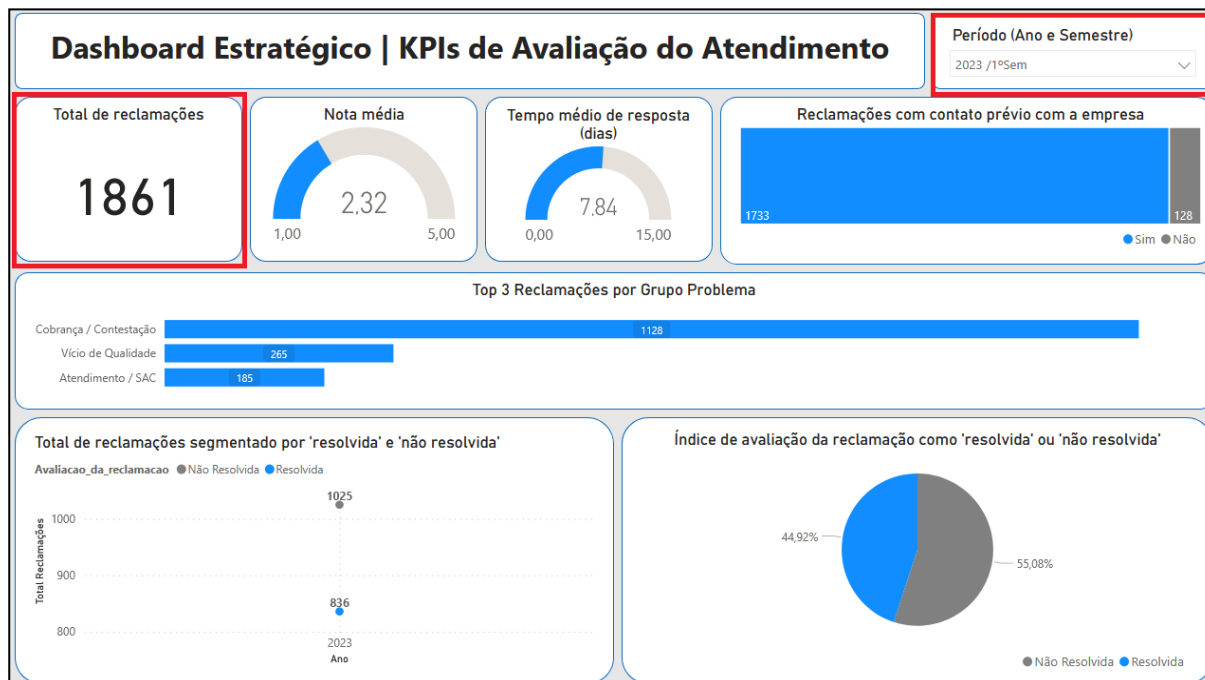 Dashboard Estratégico | KPIs de Avaliação do Atendimento
Período (Ano e Semestre)
2023 /1ºSem
Total de reclamações
1861
Nota média
2,32
1,00
5,00
Tempo médio de resposta
(dias)
7,84
0,00
15,00
Reclamações com contato prévio com a empresa
1733
128
Sim
Não
Top 3 Reclamações por Grupo Problema
Cobrança / Contestação
1128
Vício de Qualidade
265
Atendimento / SAC
185
Total de reclamações segmentado por 'resolvida' e 'não resolvida'
Avaliacao_da_reclamacao
Não Resolvida
Resolvida
Total Reclamações
1000
900
800
1025
836
2023
Ano
Índice de avaliação da reclamação como 'resolvida' ou 'não resolvida'
44,92%
55,08%
Não Resolvida
Resolvida